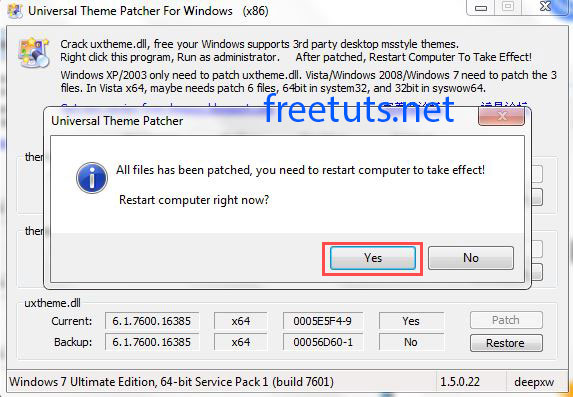 Universal Theme Patcher For Windows (x86)
Crack uxtheme.dll, free your Windows supports 3rd party desktop msstyle themes.
Right click this program, Run as administrator. After patched, Restart Computer To Take Effect!
Windows XP/2003 only need to patch uxtheme.dll. Vista/Windows 2008/Windows 7 need to patch the 3
files. In Vista x64, maybe needs patch 6 files, 64bit in system32, and 32bit in syswow64.
freetuts.net
Universal Theme Patcher
All files has been patched, you need to restart computer to take effect!
Restart computer right now?
Yes No
them
them
uxtheme.dll
Current: 6.1.7600.16385 x64 0005E5F4-9 Yes Patch
Backup: 6.1.7600.16385 x64 00056D60-1 No Restore
Windows 7 Ultimate Edition, 64-bit Service Pack 1 (build 7601) 1.5.0.22 deepxw